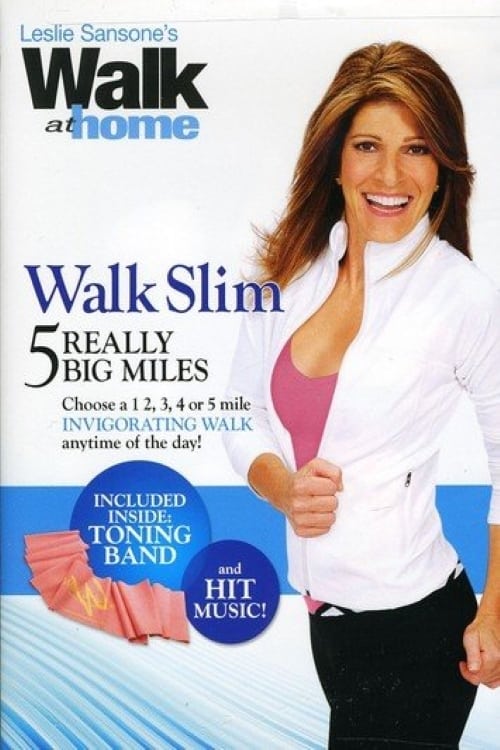 Leslie Sansone's
Walk
at home
Walk Slim
5 REALLY
BIG MILES
Choose a 1 2, 3, 4 or 5 mile
INVIGORATING WALK
anytime of the day!
INCLUDED
INSIDE:
TONING
BAND
and
HIT
MUSIC!
W